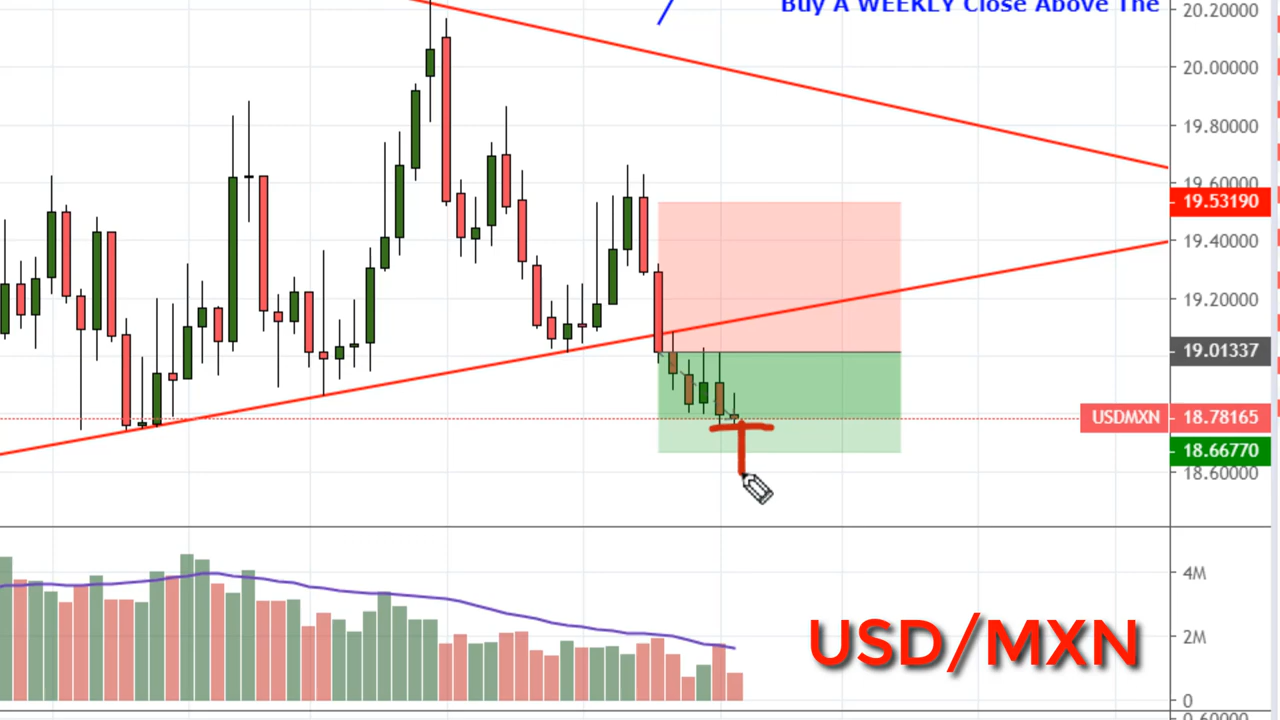 Buy A WEEKLY Close Above The
20.20000
20.00000
19.80000
19.60000
19.53190
19.40000
19.20000
19.01337
USDMXN 18.78165
18.66770
18.60000
4M
2M
USD/MXN
0